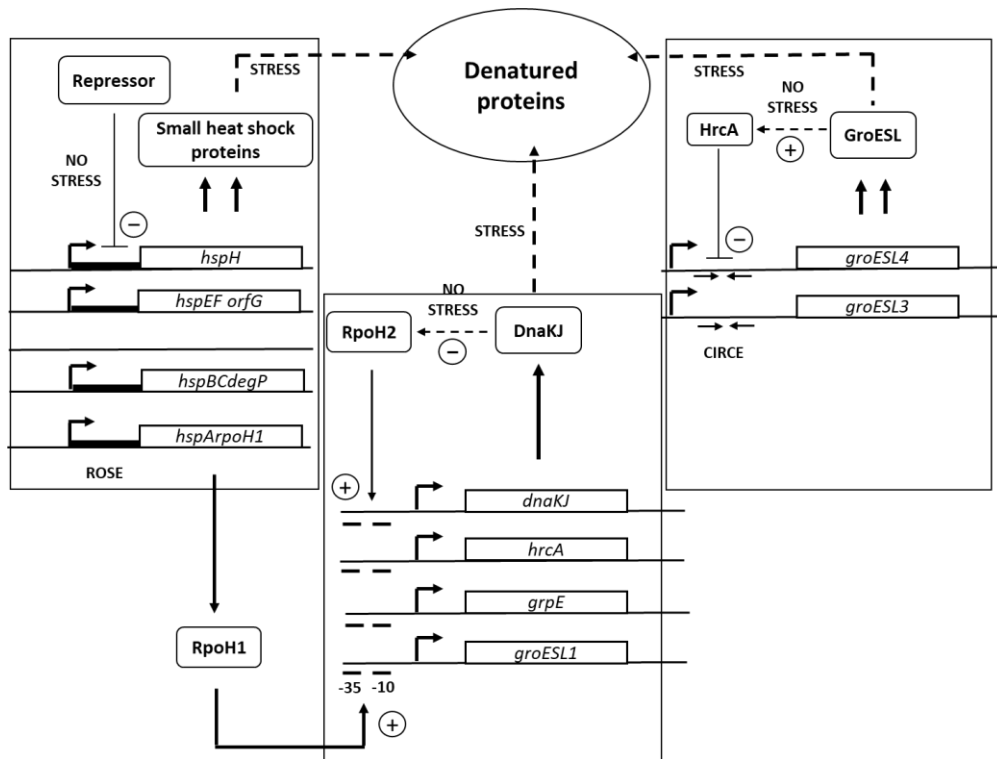 Repressor
STRESS
Small heat shock
proteins
NO
STRESS
−
hspH
hspEF orfG
hspBCdegP
hspArpoH1
ROSE
RpoH1
+
Denatured
proteins
STRESS
NO
STRESS
RpoH2
DnaKJ
−
+
dnaKJ
hrcA
grpE
groESL1
-35 -10
STRESS
NO
STRESS
HrcA
GroESL
+
−
groESL4
groESL3
CIRCE